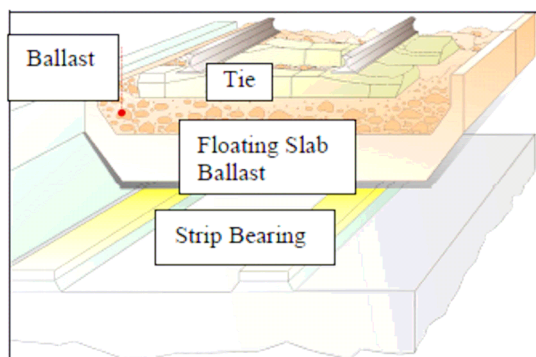 Ballast
Tie
Floating Slab
Ballast
Strip Bearing